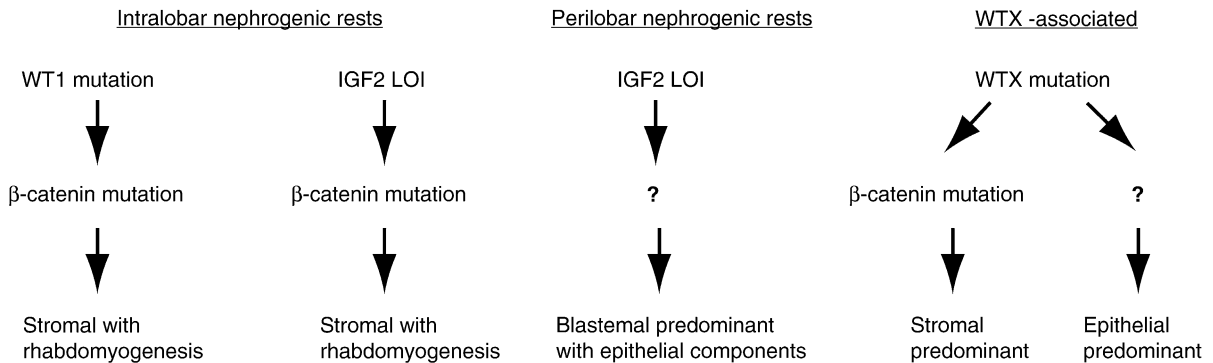 Intralobar nephrogenic rests
Perilobar nephrogenic rests
WTX -associated
WT1 mutation
IGF2 LOI
IGF2 LOI
WTX mutation
β-catenin mutation
β-catenin mutation
?
β-catenin mutation
?
Stromal with
rhabdomyogenesis
Stromal with
rhabdomyogenesis
Blastemal predominant
with epithelial components
Stromal
predominant
Epithelial
predominant